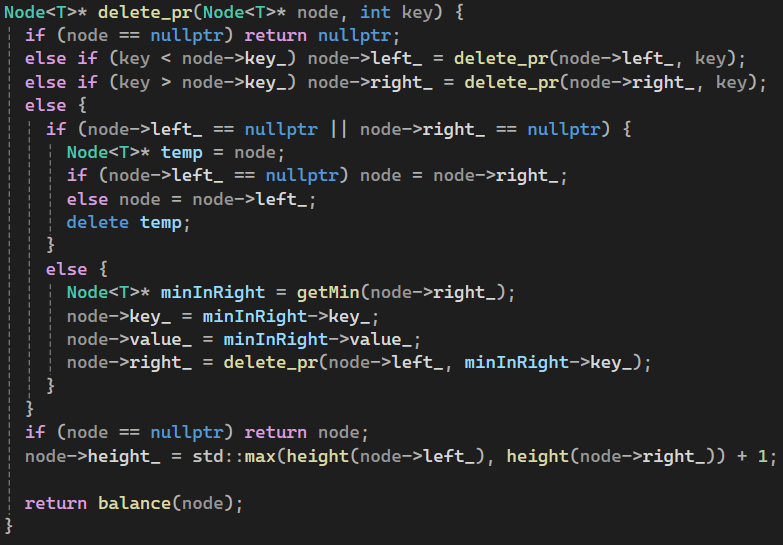 Node<T>* delete_pr(Node<T>* node, int key) {
if (node == nullptr) return nullptr;
else if (key < node->key_) node->left_ = delete_pr(node->left_, key);
else if (key > node->key_) node->right_ = delete_pr(node->right_, key);
else {
if (node->left_ == nullptr || node->right_ == nullptr) {
Node<T>* temp = node;
if (node->left_ == nullptr) node = node->right_;
else node = node->left_;
delete temp;
}
else {
Node<T>* minInRight = getMin(node->right_);
node->key_ = minInRight->key_;
node->value_ = minInRight->value_;
node->right_ = delete_pr(node->left_, minInRight->key_);
}
}
if (node == nullptr) return node;
node->height_ = std::max(height(node->left_), height(node->right_)) + 1;
return balance(node);
}